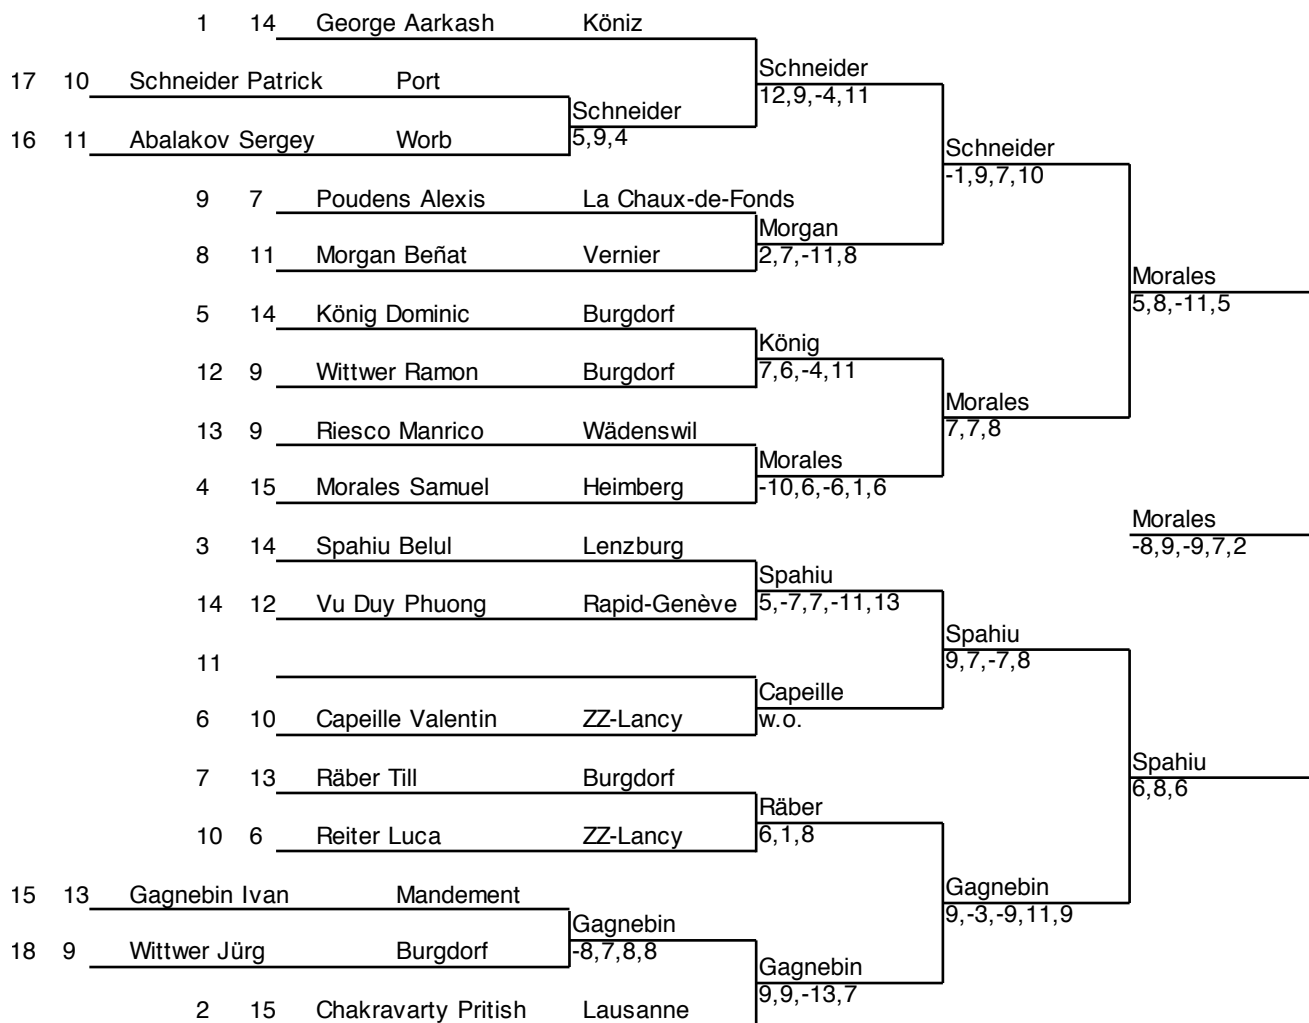 1 14 George Aarkash Köniz
Schneider
17 10 Schneider Patrick Port
12,9,-4,11
Schneider
16 11 Abalakov Sergey Worb
5,9,4
Schneider
-1,9,7,10
9 7 Poudens Alexis La Chaux-de-Fonds
Morgan
8 11 Morgan Beñat Vernier
2,7,-11,8
Morales
5,8,-11,5
5 14 König Dominic Burgdorf
König
12 9 Wittwer Ramon Burgdorf
7,6,-4,11
Morales
7,7,8
13 9 Riesco Manrico Wädenswil
Morales
4 15 Morales Samuel Heimberg
-10,6,-6,1,6
Morales
-8,9,-9,7,2
3 14 Spahiu Belul Lenzburg
Spahiu
14 12 Vu Duy Phuong Rapid-Genève
5,-7,7,-11,13
Spahiu
9,7,-7,8
11
Capeille
6 10 Capeille Valentin ZZ-Lancy
w.o.
Spahiu
6,8,6
7 13 Räber Till Burgdorf
Räber
10 6 Reiter Luca ZZ-Lancy
6,1,8
Gagnebin
9,-3,-9,11,9
15 13 Gagnebin Ivan Mandement
Gagnebin
18 9 Wittwer Jürg Burgdorf
-8,7,8,8
Gagnebin
9,9,-13,7
2 15 Chakravarty Pritish Lausanne